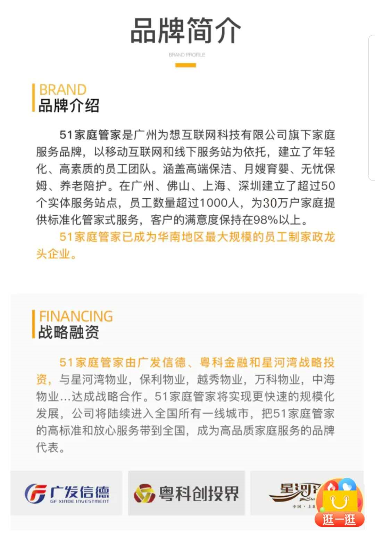 品牌简介
BRAND PROFILE
BRAND
品牌介绍
51家庭管家是广州为想互联网科技有限公司旗下家庭
服务品牌，以移动互联网和线下服务站为依托，建立了年轻
化、高素质的员工团队。涵盖高端保洁、月嫂育婴、无忧保
姆、养老陪护。在广州、佛山、上海、深圳建立了超过50
个实体服务站点，员工数量超过1000人，为30万户家庭提
供标准化管家式服务，客户的满意度保持在98%以上。
51家庭管家已成为华南地区最大规模的员工制家政龙
头企业。
FINANCING
战略融资
51家庭管家由广发信德、粤科金融和星河湾战略投
资，与星河湾物业，保利物业，越秀物业，万科物业，中海
物业...达成战略合作。51家庭管家将实现更快速的规模化
发展，公司将陆续进入全国所有一线城市，把51家庭管家
的高标准和放心服务带到全国，成为高品质家庭服务的品牌
代表。
广发信德
GF XINDE INVESTMENT
粤科创投界
星河
中国·上
逛一逛